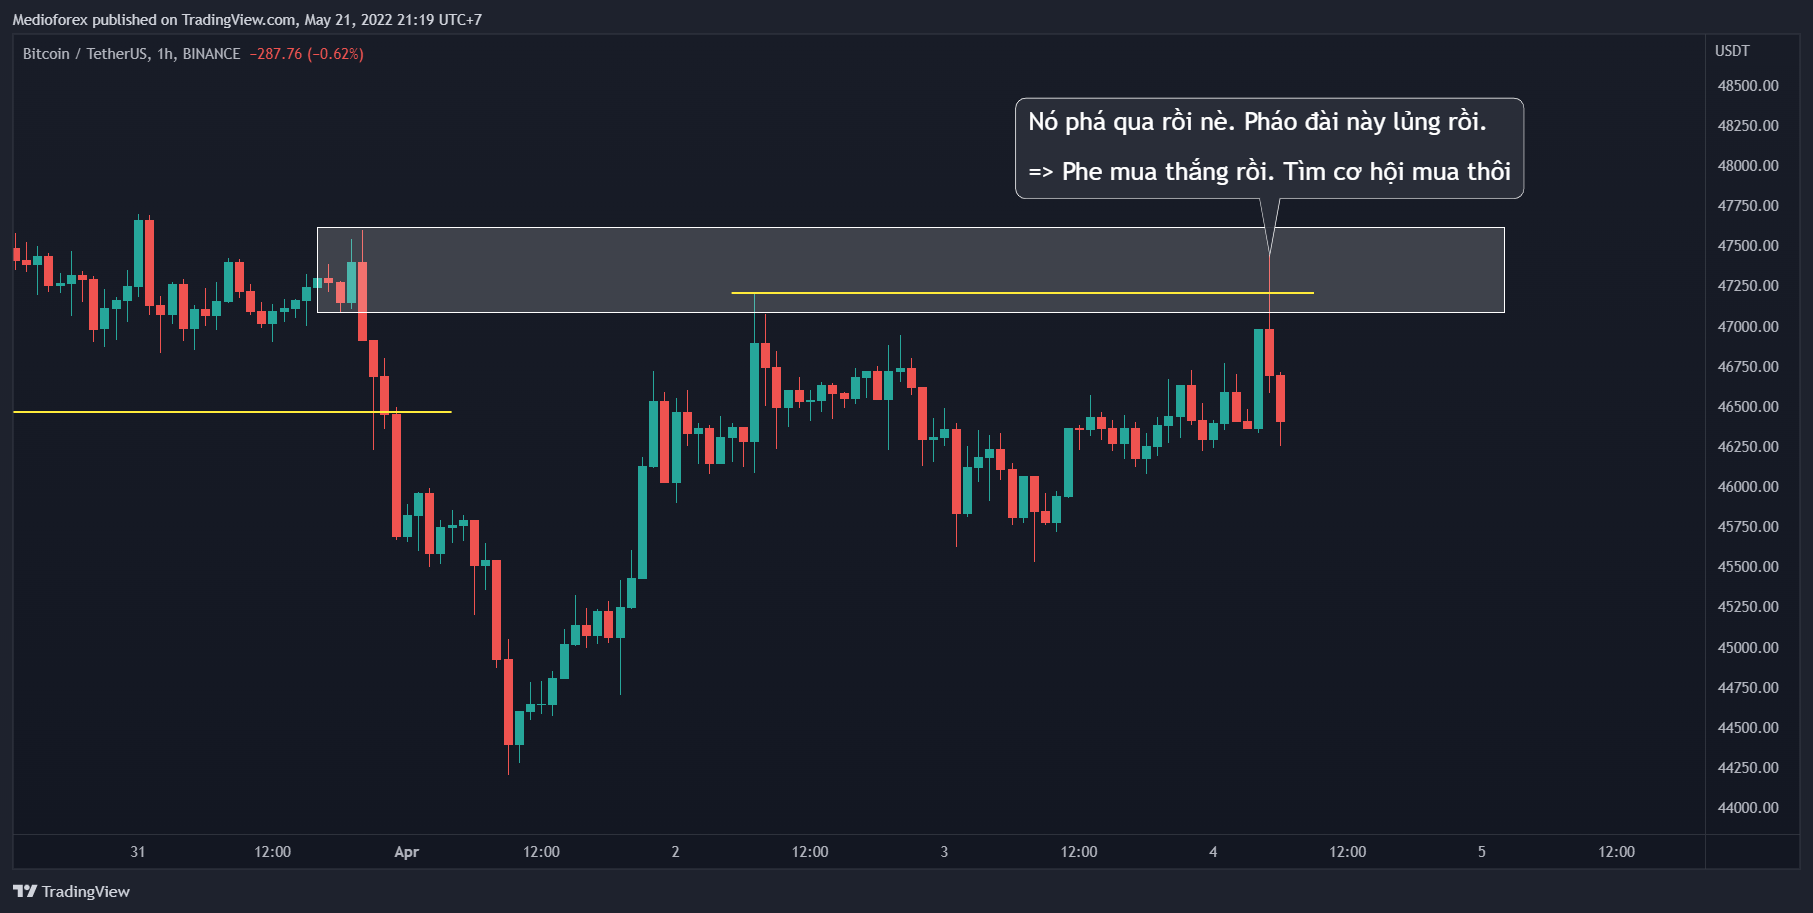 Medioforex published on TradingView.com, May 21, 2022 21:19 UTC+7
Bitcoin / TetherUS, 1h, BINANCE −287.76 (−0.62%)
USDT
48500.00
48250.00
48000.00
47750.00
47500.00
47250.00
47000.00
46750.00
46500.00
46250.00
46000.00
45750.00
45500.00
45250.00
45000.00
44750.00
44500.00
44250.00
44000.00
Nó phá qua rồi nè. Pháo đài này lủng rồi.
=> Phe mua thắng rồi. Tìm cơ hội mua thôi
31 12:00 Apr 12:00 2 12:00 3 12:00 4 12:00 5 12:00
TradingView